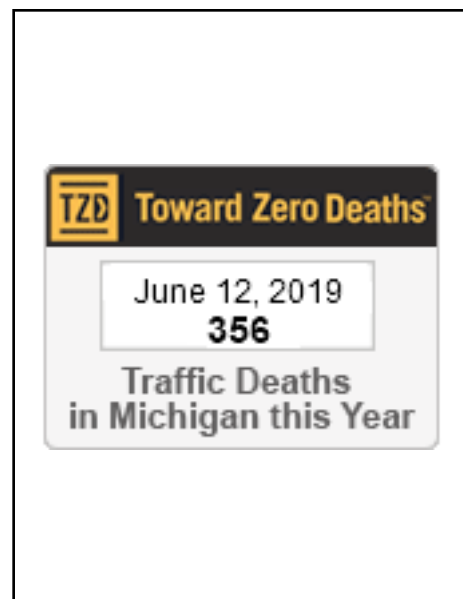 TZD Toward Zero Deaths™
June 12, 2019
356
Traffic Deaths
in Michigan this Year